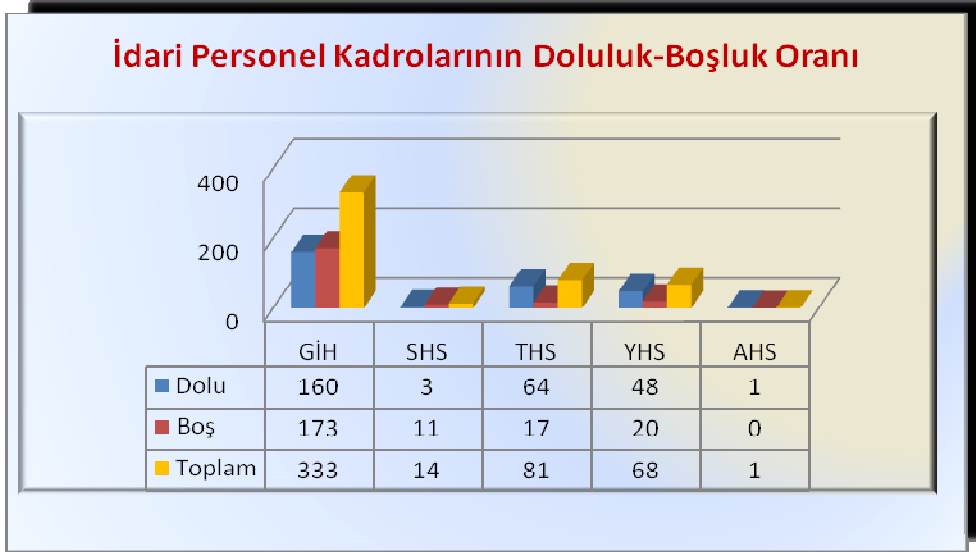 İdari Personel Kadrolarının Doluluk-Boşluk Oranı
400
200
0
GİH SHS THS YHS AHS
Dolu 160 3 64 48 1
Boş 173 11 17 20 0
Toplam 333 14 81 68 1